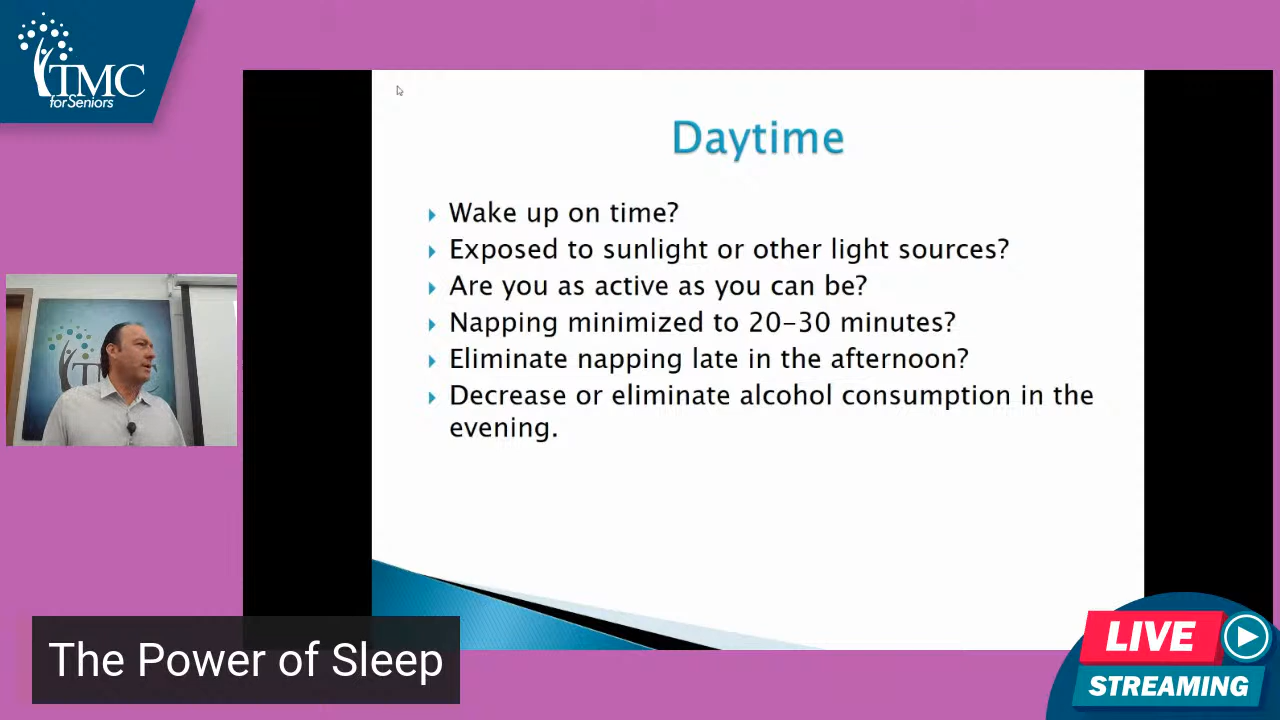 TMC
for Seniors
Daytime
Wake up on time?
Exposed to sunlight or other light sources?
Are you as active as you can be?
Napping minimized to 20-30 minutes?
Eliminate napping late in the afternoon?
Decrease or eliminate alcohol consumption in the
evening.
TMC
The Power of Sleep
LIVE
STREAMING